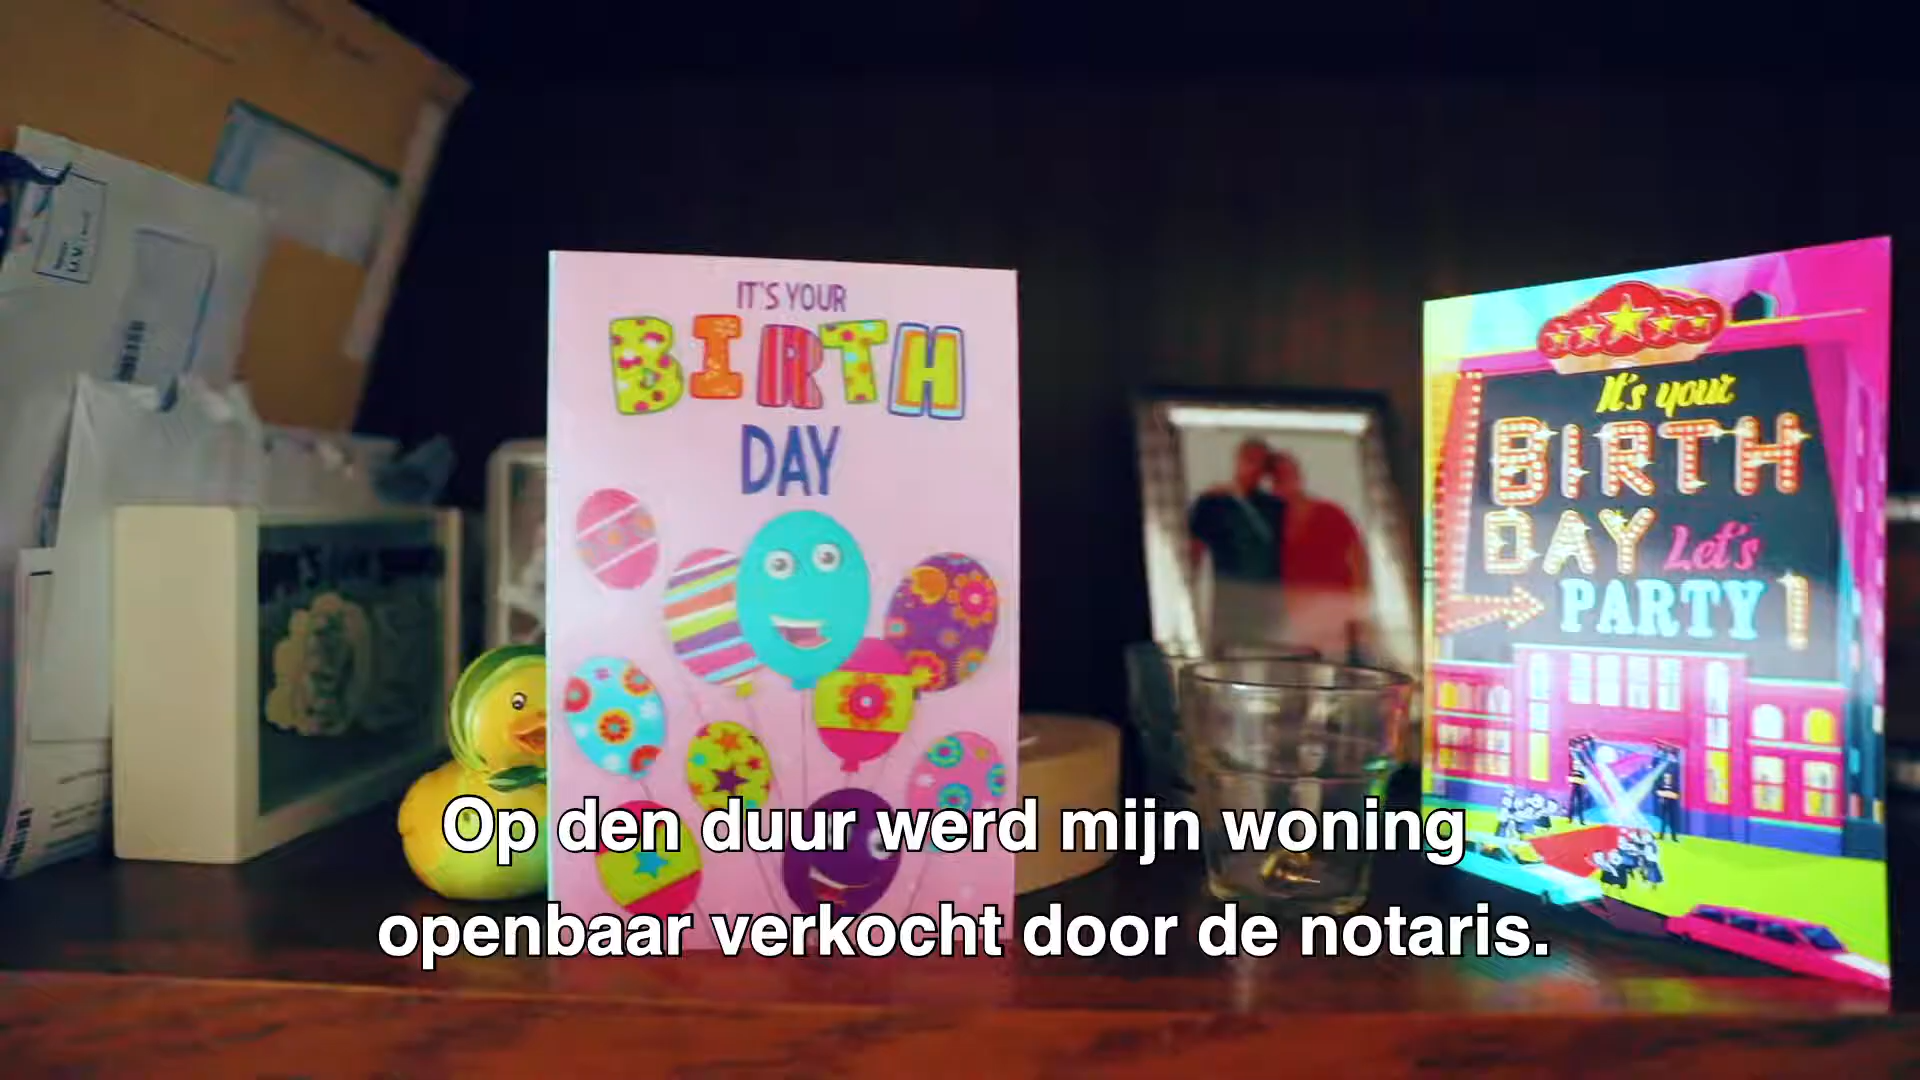 IT'S YOUR
BIRTH
DAY
It's your
BIRTH
DAY Let's
PARTY !
Op den duur werd mijn woning
openbaar verkocht door de notaris.